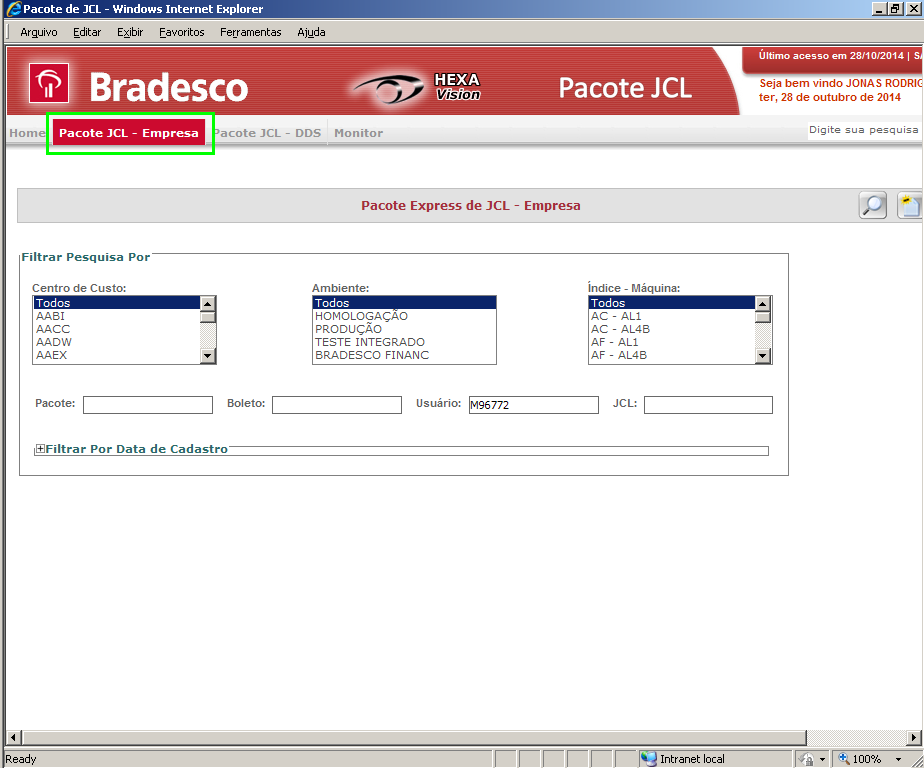 Pacote de JCL - Windows Internet Explorer
Arquivo Editar Exibir Favoritos Ferramentas Ajuda
Último acesso em 28/10/2014 | SA
Bradesco
HEXA
Vision
Pacote JCL
Seja bem vindo JONAS RODRIG
ter, 28 de outubro de 2014
Home Pacote JCL - Empresa Pacote JCL - DDS Monitor Digite sua pesquisa
Pacote Express de JCL - Empresa
Filtrar Pesquisa Por
Centro de Custo: Ambiente: Índice - Máquina:
Todos Todos Todos
AABI HOMOLOGAÇÃO AC - AL1
AACC PRODUÇÃO AC - AL4B
AADW TESTE INTEGRADO AF - AL1
AAEX BRADESCO FINANC AF - AL4B
Pacote: Boleto: Usuário: M96772 JCL:
Filtrar Por Data de Cadastro
Ready Intranet local 100%